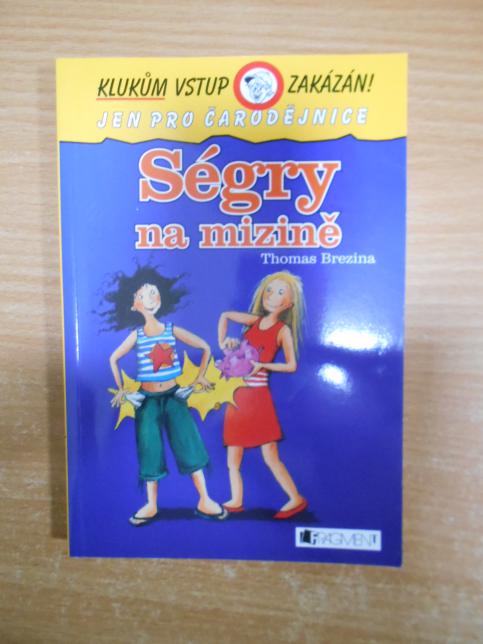 KLUKŮM VSTUP ZAKÁZÁN!
JEN PRO ČARODĚJNICE
Ségry
na mizině
Thomas Brezina
FRAGMENT